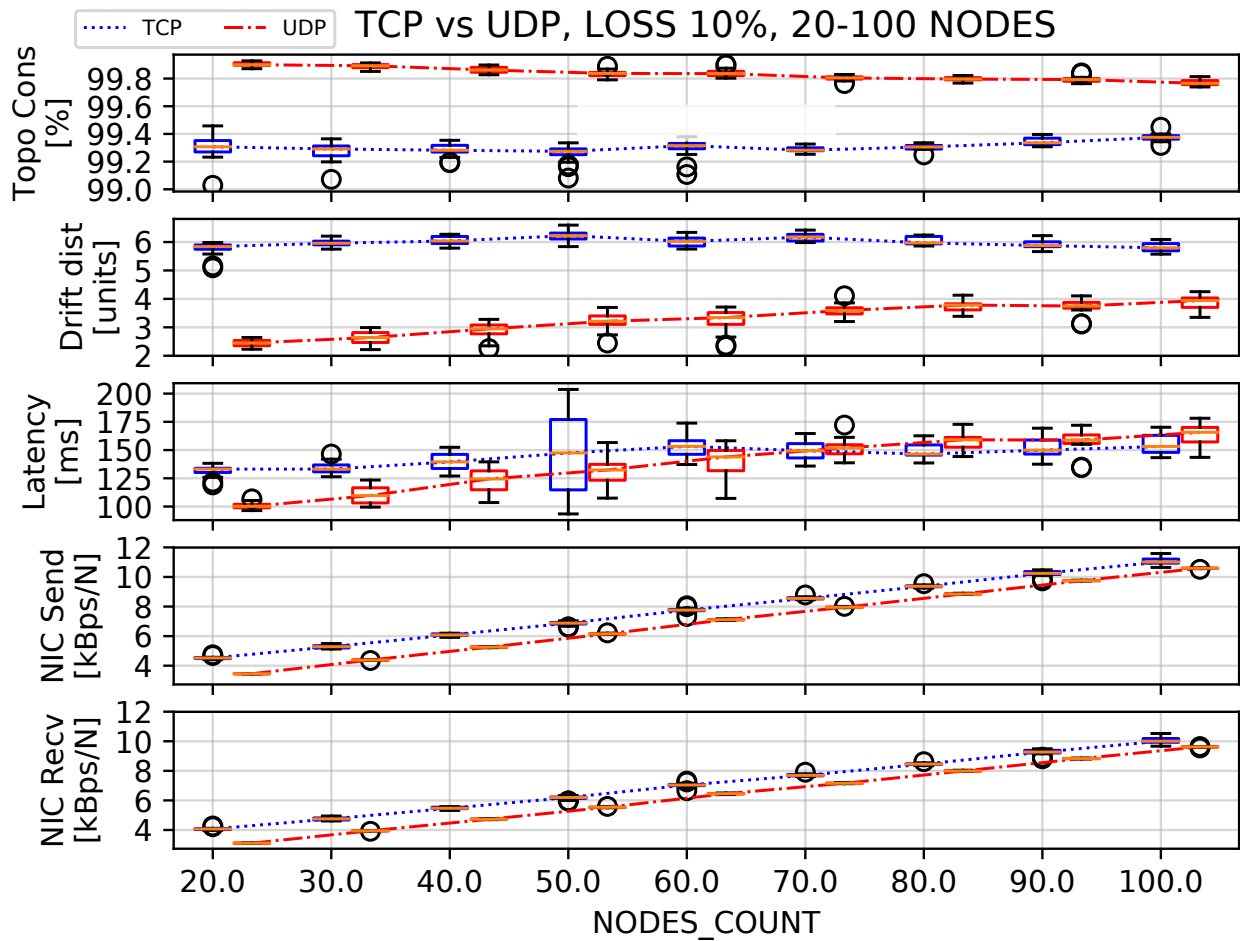 TCP vs UDP, LOSS 10%, 20-100 NODES
TCP
UDP
Topo Cons
[%]
99.8
99.6
99.4
99.2
99.0
Drift dist
[units]
6
5
4
3
2
Latency
[ms]
200
175
150
125
100
NIC Send
[kBps/N]
12
10
8
6
4
NIC Recv
[kBps/N]
12
10
8
6
4
20.0 30.0 40.0 50.0 60.0 70.0 80.0 90.0 100.0
NODES_COUNT